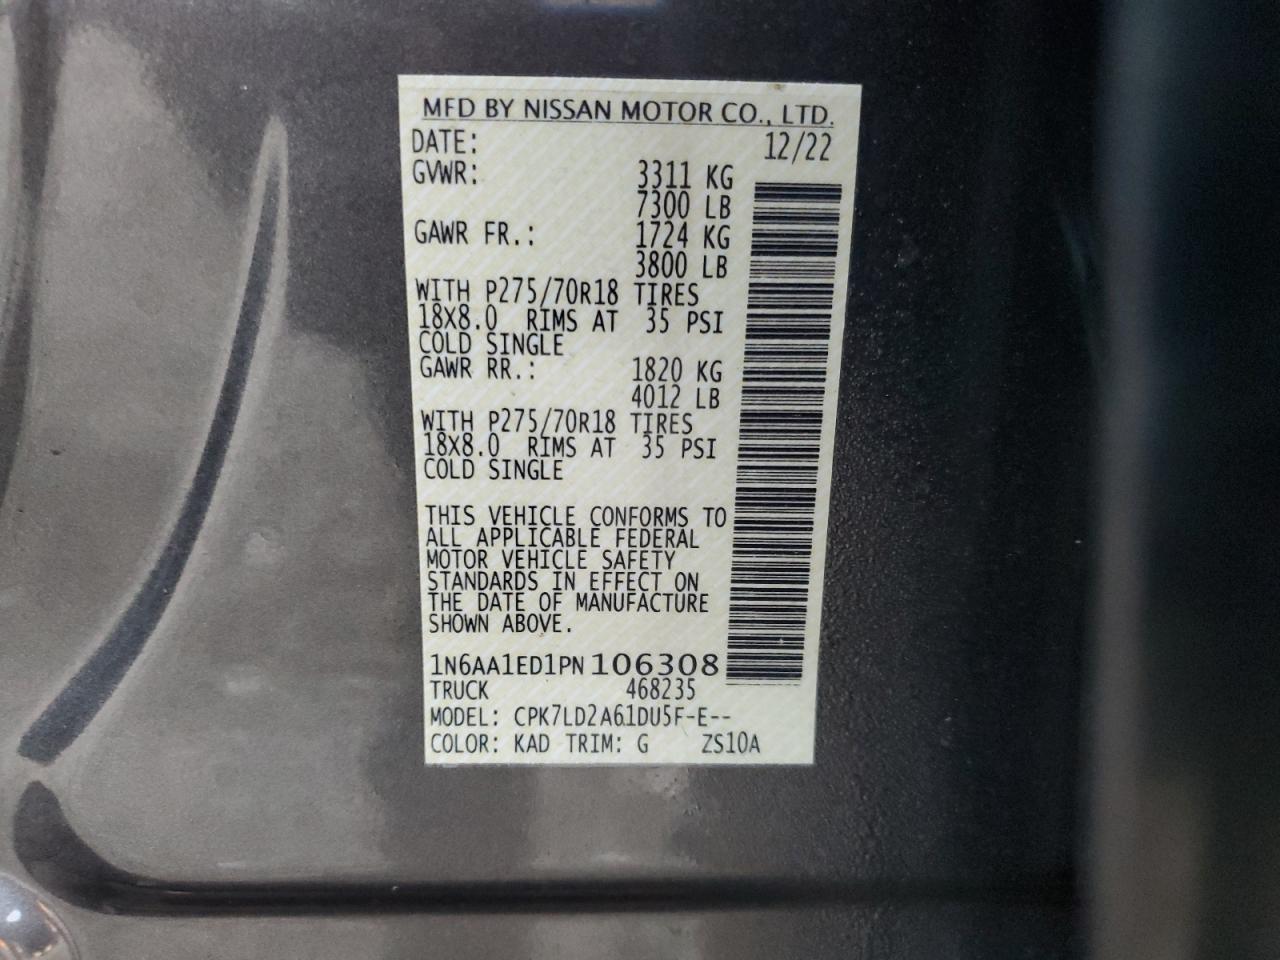 MFD BY NISSAN MOTOR CO., LTD.
DATE: 12/22
GVWR: 3311 KG
7300 LB
GAWR FR.: 1724 KG
3800 LB
WITH P275/70R18 TIRES
18X8.0 RIMS AT 35 PSI
COLD SINGLE
GAWR RR.: 1820 KG
4012 LB
WITH P275/70R18 TIRES
18X8.0 RIMS AT 35 PSI
COLD SINGLE
THIS VEHICLE CONFORMS TO
ALL APPLICABLE FEDERAL
MOTOR VEHICLE SAFETY
STANDARDS IN EFFECT ON
THE DATE OF MANUFACTURE
SHOWN ABOVE.
1N6AA1ED1PN106308
TRUCK 468235
MODEL: CPK7LD2A61DU5F-E--
COLOR: KAD TRIM: G ZS10A